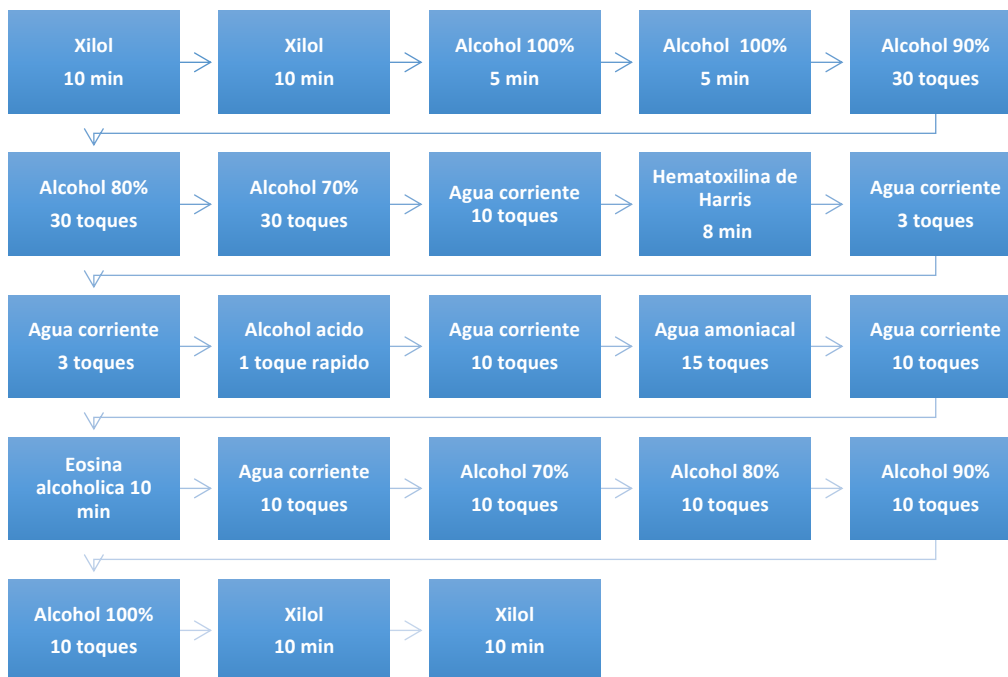 Xilol
10 min
Xilol
10 min
Alcohol 100%
5 min
Alcohol  100%
5 min
Alcohol 90%
30 toques
Alcohol 80%
30 toques
Alcohol 70%
30 toques
Agua corriente
10 toques
Hematoxilina de
Harris
8 min
Agua corriente
3 toques
Agua corriente
3 toques
Alcohol acido
1 toque rapido
Agua corriente
10 toques
Agua amoniacal
15 toques
Agua corriente
10 toques
Eosina
alcoholica 10
min
Agua corriente
10 toques
Alcohol 70%
10 toques
Alcohol 80%
10 toques
Alcohol 90%
10 toques
Alcohol 100%
10 toques
Xilol
10 min
Xilol
10 min